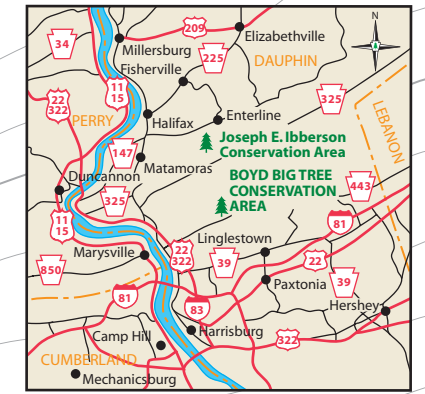 N
209
34
Millersburg
Elizabethville
225
Fisherville
DAUPHIN
11
15
22
322
325
PERRY
Halifax
Enterline
LEBANON
Joseph E. Ibberson
Conservation Area
147
Matamoras
BOYD BIG TREE
CONSERVATION
AREA
Duncannon
443
325
11
15
81
Linglestown
22
322
Marysville
39
22
850
Paxtonia
39
81
83
Hershey
Harrisburg
Camp Hill
322
CUMBERLAND
Mechanicsburg